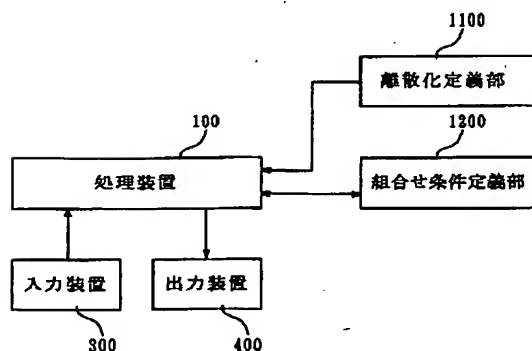 1100
離散化定義部
1200
組合せ条件定義部
100
処理装置
入力装置
300
出力装置
400